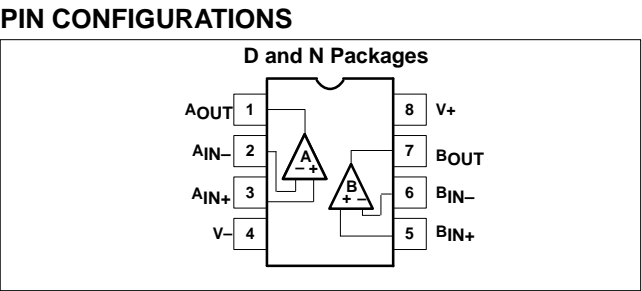 PIN CONFIGURATIONS
D and N Packages
AOUT 1 8 V+
AIN– 2 A 7 BOUT
– +
AIN+ 3 B 6 BIN–
+ –
V– 4 5 BIN+